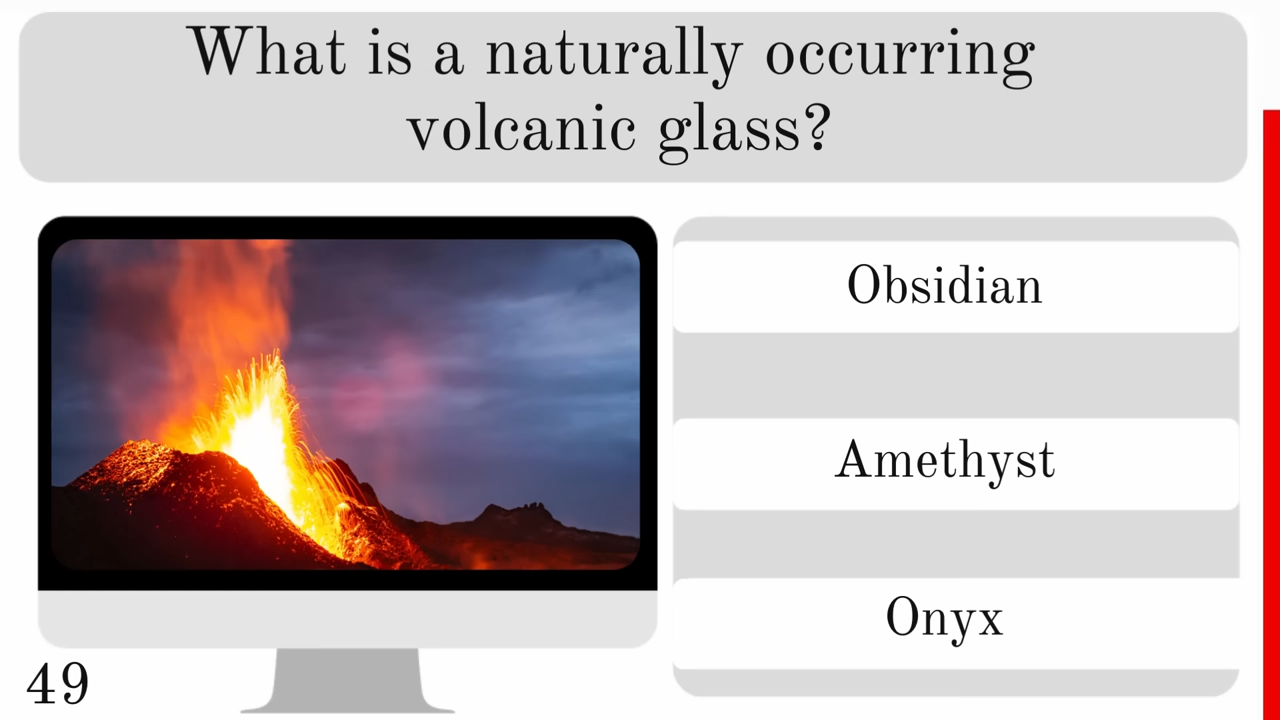 What is a naturally occurring
volcanic glass?
Obsidian
Amethyst
Onyx
49